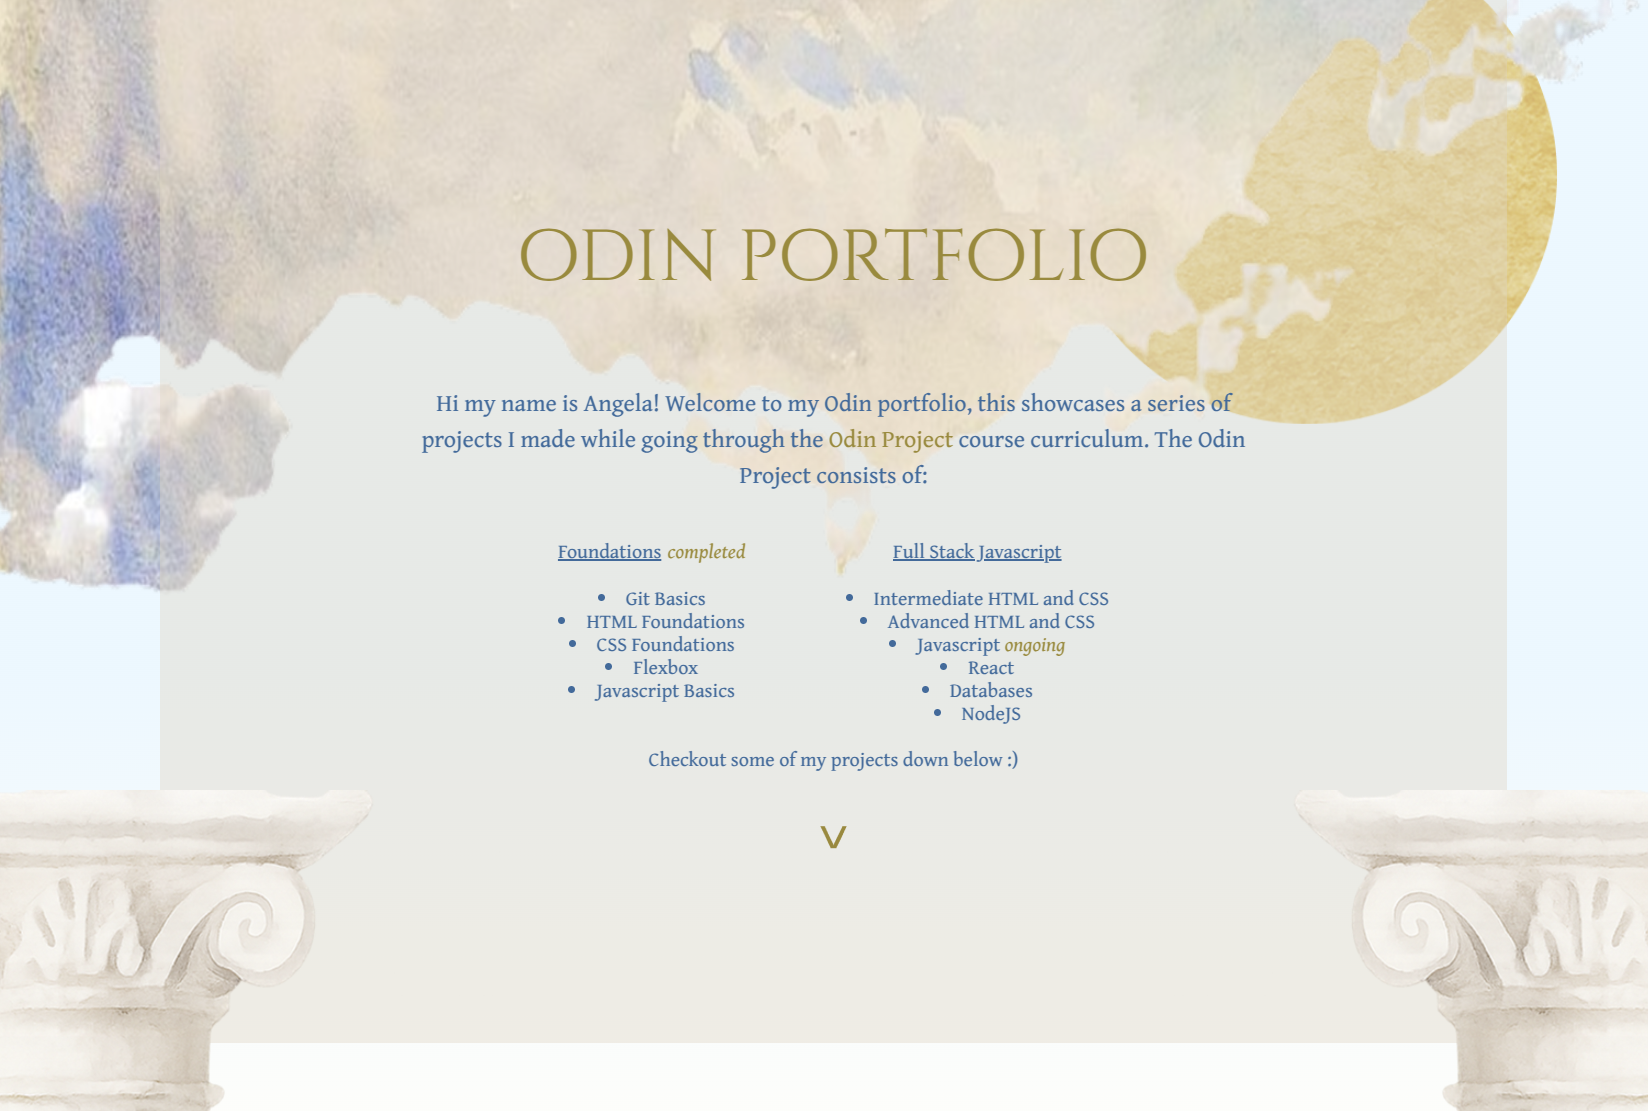 ODIN PORTFOLIO
Hi my name is Angela! Welcome to my Odin portfolio, this showcases a series of
projects I made while going through the Odin Project course curriculum. The Odin
Project consists of:
Foundations completed
• Git Basics
• HTML Foundations
• CSS Foundations
• Flexbox
• Javascript Basics
Full Stack Javascript
• Intermediate HTML and CSS
• Advanced HTML and CSS
• Javascript ongoing
• React
• Databases
• NodeJS
Checkout some of my projects down below :)
V